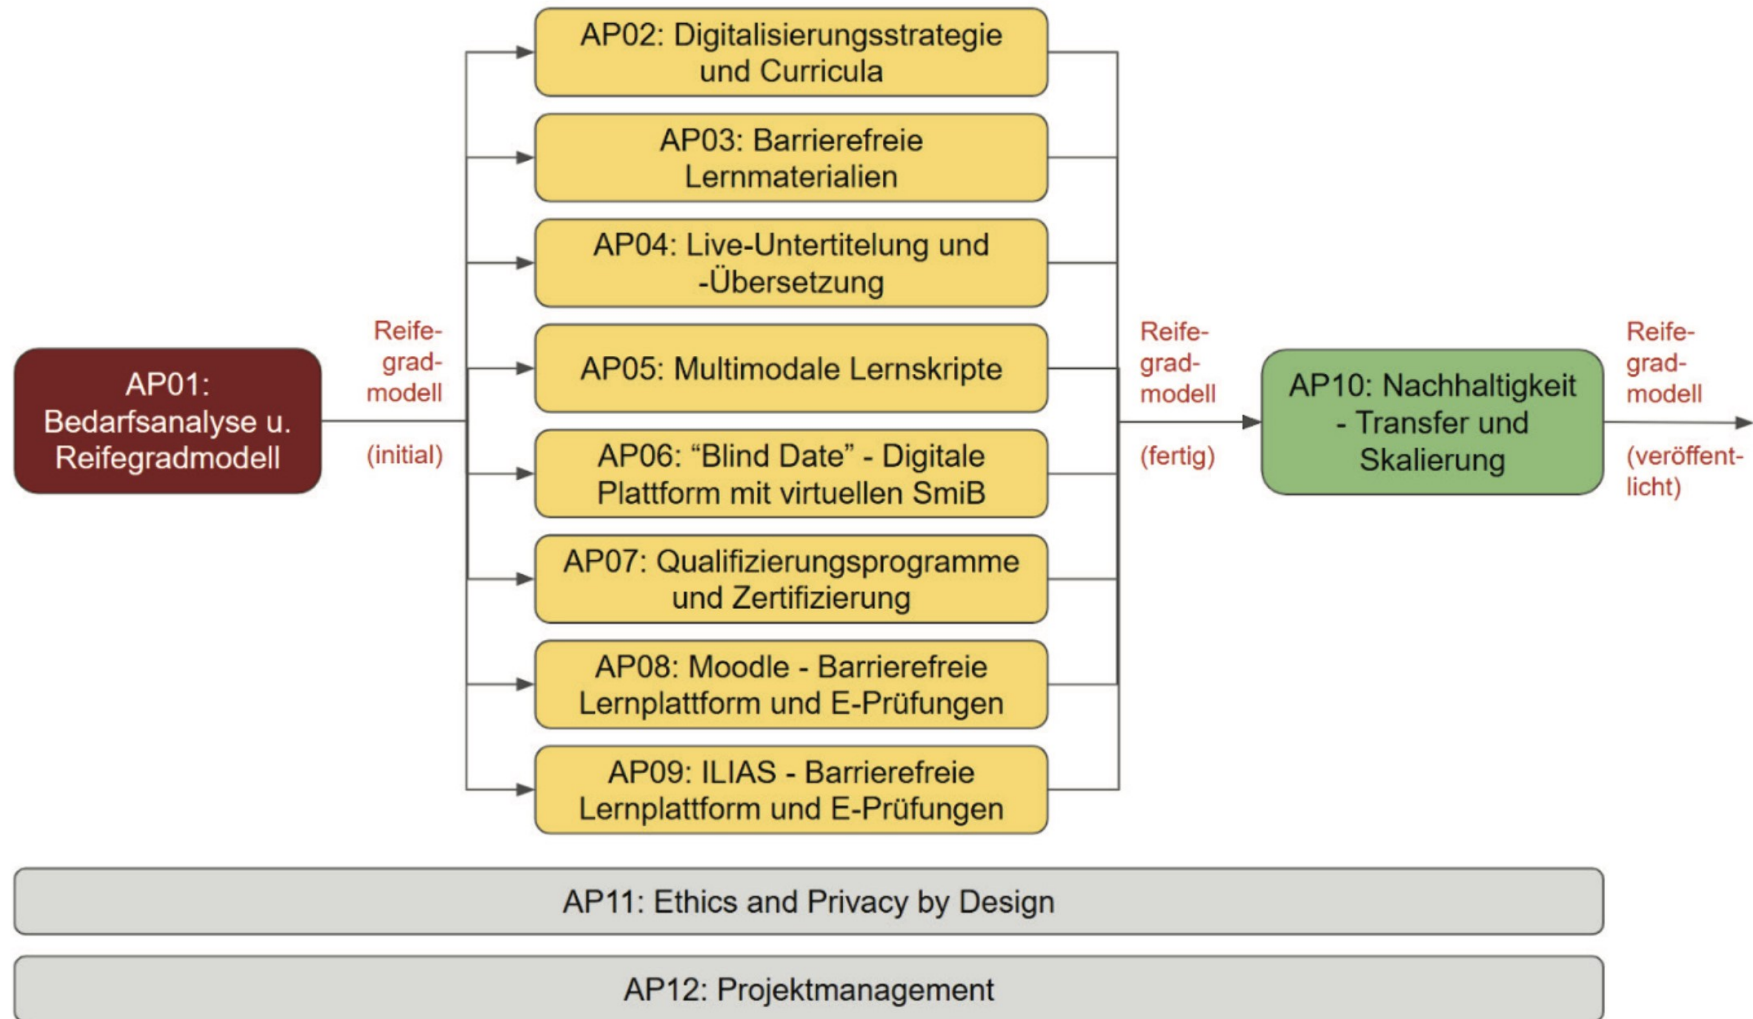 AP02: Digitalisierungsstrategie
und Curricula
AP03: Barrierefreie
Lernmaterialien
AP04: Live-Untertitelung und
-Übersetzung
Reife-
grad-
modell
(initial)
AP01:
Bedarfsanalyse u.
Reifegradmodell
AP05: Multimodale Lernskripte
AP06: “Blind Date” - Digitale
Plattform mit virtuellen SmiB
AP07: Qualifizierungsprogramme
und Zertifizierung
AP08: Moodle - Barrierefreie
Lernplattform und E-Prüfungen
AP09: ILIAS - Barrierefreie
Lernplattform und E-Prüfungen
Reife-
grad-
modell
(fertig)
AP10: Nachhaltigkeit
- Transfer und
Skalierung
Reife-
grad-
modell
(veröffent-
licht)
AP11: Ethics and Privacy by Design
AP12: Projektmanagement